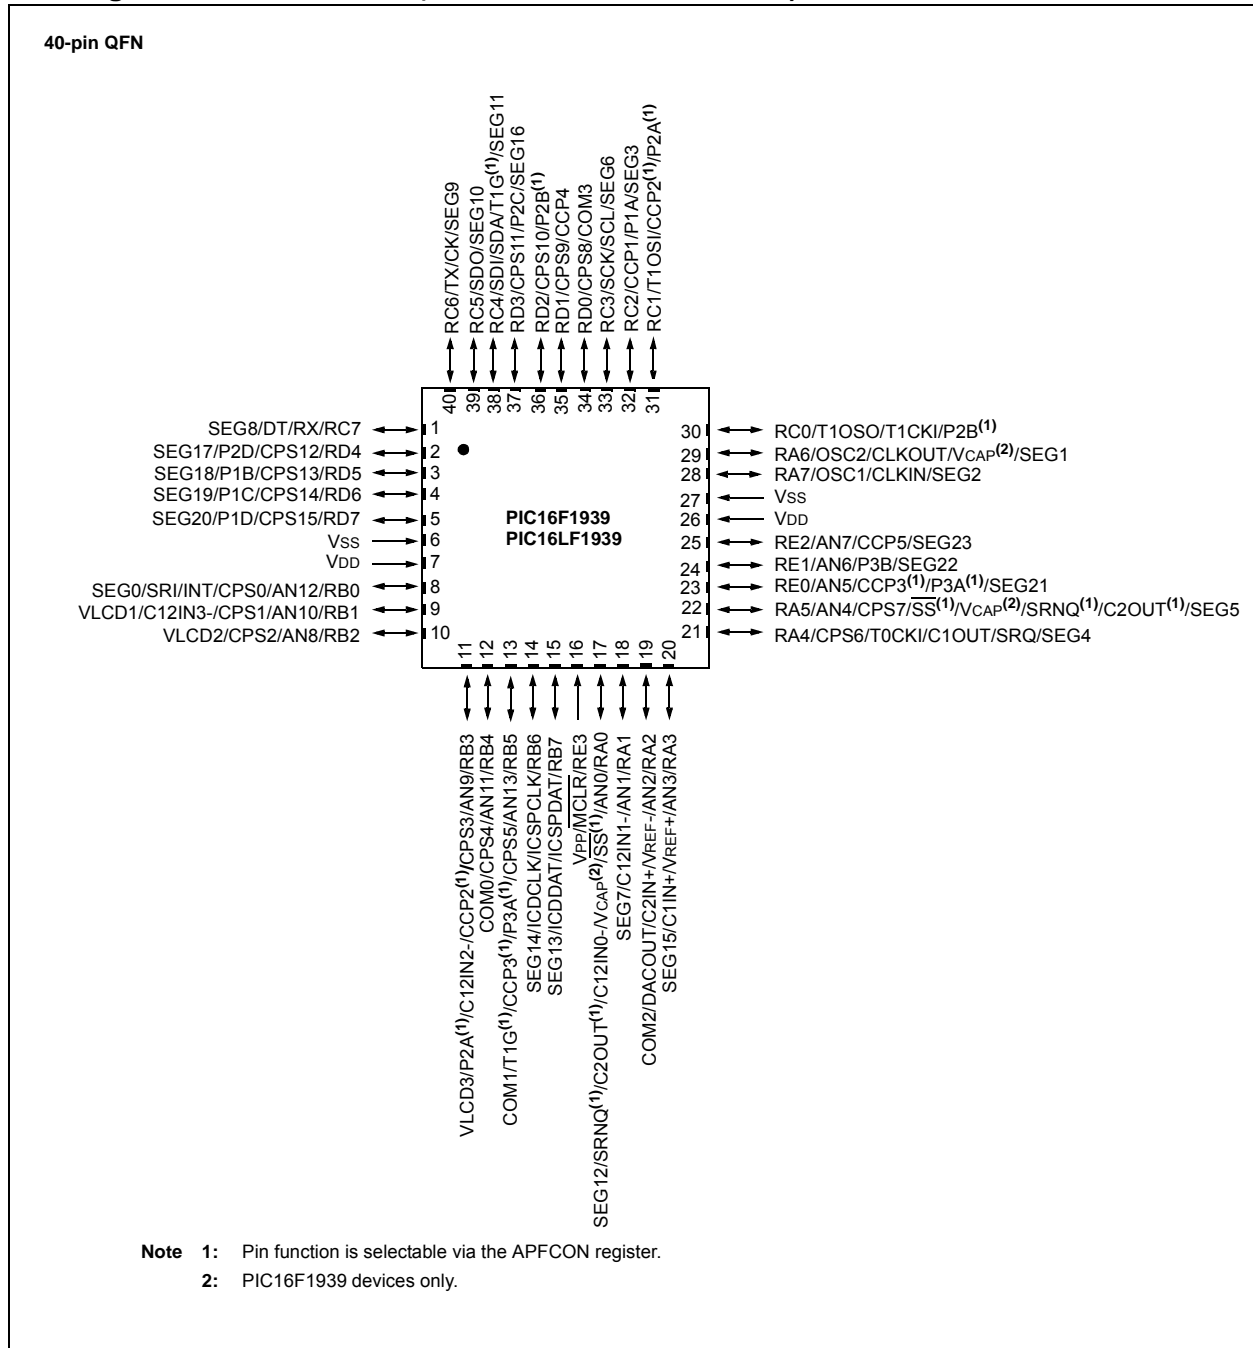 40-pin QFN
RC6/TX/CK/SEG9
RC5/SDO/SEG10
RC4/SDI/SDA/T1G(1)/SEG11
RD3/CPS11/P2C/SEG16
RD2/CPS10/P2B(1)
RD1/CPS9/CCP4
RD0/CPS8/COM3
RC3/SCK/SCL/SEG6
RC2/CCP1/P1A/SEG3
RC1/T1OSI/CCP2(1)/P2A(1)
40 39 38 37 36 35 34 33 32 31
SEG8/DT/RX/RC7 1
SEG17/P2D/CPS12/RD4 2
SEG18/P1B/CPS13/RD5 3
SEG19/P1C/CPS14/RD6 4
SEG20/P1D/CPS15/RD7 5
VSS 6
VDD 7
SEG0/SRI/INT/CPS0/AN12/RB0 8
VLCD1/C12IN3-/CPS1/AN10/RB1 9
VLCD2/CPS2/AN8/RB2 10
PIC16F1939
PIC16LF1939
30 RC0/T1OSO/T1CKI/P2B(1)
29 RA6/OSC2/CLKOUT/VCAP(2)/SEG1
28 RA7/OSC1/CLKIN/SEG2
27 VSS
26 VDD
25 RE2/AN7/CCP5/SEG23
24 RE1/AN6/P3B/SEG22
23 RE0/AN5/CCP3(1)/P3A(1)/SEG21
22 RA5/AN4/CPS7/SS(1)/VCAP(2)/SRNQ(1)/C2OUT(1)/SEG5
21 RA4/CPS6/T0CKI/C1OUT/SRQ/SEG4
11 12 13 14 15 16 17 18 19 20
VLCD3/P2A(1)/C12IN2-/CCP2(1)/CPS3/AN9/RB3
COM0/CPS4/AN11/RB4
COM1/T1G(1)/CCP3(1)/P3A(1)/CPS5/AN13/RB5
SEG14/ICDCLK/ICSPCLK/RB6
SEG13/ICDDAT/ICSPDAT/RB7
VPP/MCLR/RE3
SEG12/SRNQ(1)/C2OUT(1)/C12IN0-/VCAP(2)/SS(1)/AN0/RA0
SEG7/C12IN1-/AN1/RA1
COM2/DACOUT/C2IN+/VREF-/AN2/RA2
SEG15/C1IN+/VREF+/AN3/RA3
Note 1: Pin function is selectable via the APFCON register.
2: PIC16F1939 devices only.